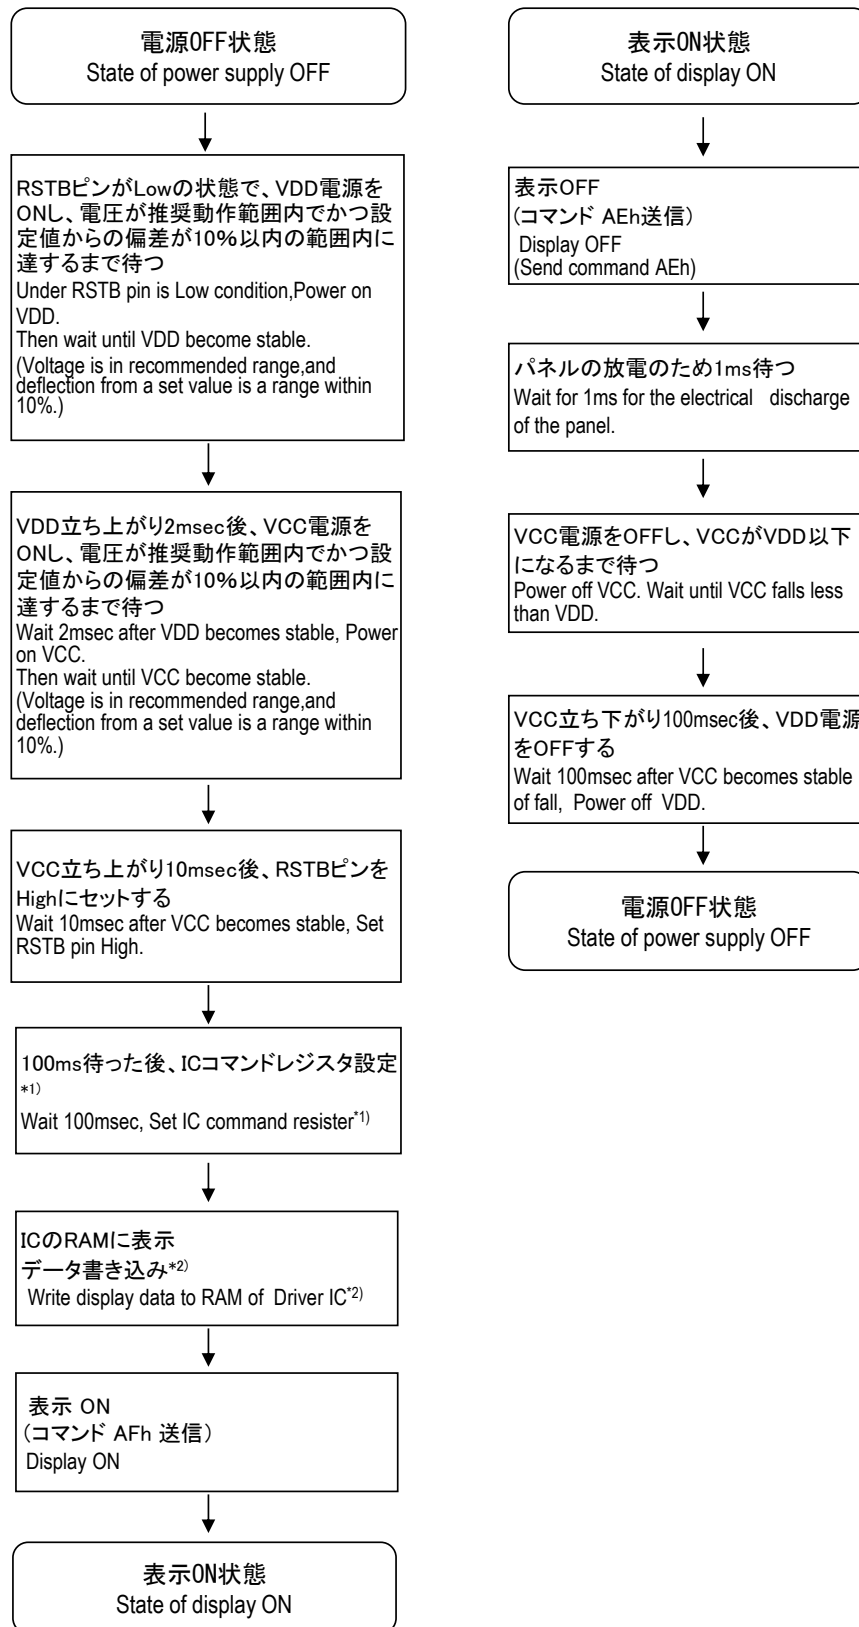 電源OFF状態
State of power supply OFF
RSTBピンがLowの状態で、VDD電源を
ONし、電圧が推奨動作範囲内でかつ設
定値からの偏差が10%以内の範囲内に
達するまで待つ
Under RSTB pin is Low condition,Power on
VDD.
Then wait until VDD become stable.
(Voltage is in recommended range,and
deflection from a set value is a range within
10%.)
VDD立ち上がり2msec後、VCC電源を
ONし、電圧が推奨動作範囲内でかつ設
定値からの偏差が10%以内の範囲内に
達するまで待つ
Wait 2msec after VDD becomes stable, Power
on VCC.
Then wait until VCC become stable.
(Voltage is in recommended range,and
deflection from a set value is a range within
10%.)
VCC立ち上がり10msec後、RSTBピンを
Highにセットする
Wait 10msec after VCC becomes stable, Set
RSTB pin High.
100ms待った後、ICコマンドレジスタ設定
*1)
Wait 100msec, Set IC command resister*1)
ICのRAMに表示
データ書き込み*2)
Write display data to RAM of Driver IC*2)
表示 ON
(コマンド AFh 送信)
Display ON
表示ON状態
State of display ON
表示ON状態
State of display ON
表示OFF
(コマンド AEh送信)
Display OFF
(Send command AEh)
パネルの放電のため1ms待つ
Wait for 1ms for the electrical discharge
of the panel.
VCC電源をOFFし、VCCがVDD以下
になるまで待つ
Power off VCC. Wait until VCC falls less
than VDD.
VCC立ち下がり100msec後、VDD電源
をOFFする
Wait 100msec after VCC becomes stable
of fall, Power off VDD.
電源OFF状態
State of power supply OFF